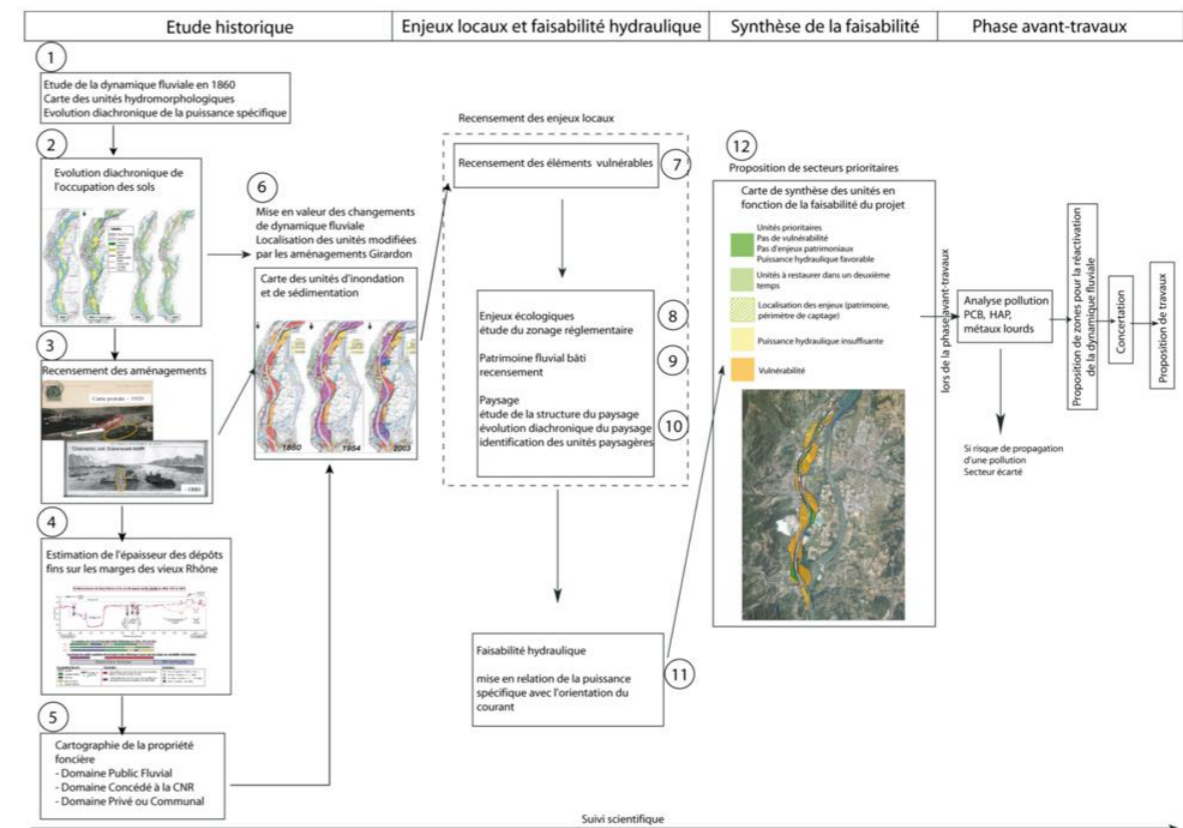 Etude historique
Enjeux locaux et faisabilité hydraulique
Synthèse de la faisabilité
Phase avant-travaux
1
Etude de la dynamique fluviale en 1860
Carte des unités hydromorphologiques
Evolution diachronique de la puissance spécifique
2
Evolution diachronique de
l'occupation des sols
3
Recensement des aménagements
Carte postale - 1920
1880
4
Estimation de l'épaisseur des dépôts
fins sur les marges des vieux Rhône
5
Cartographie de la propriété
foncière
- Domaine Public Fluvial
- Domaine Concédé à la CNR
- Domaine Privé ou Communal
6
Mise en valeur des changements
de dynamique fluviale
Localisation des unités modifiées
par les aménagements Girardon
Carte des unités d'inondation
et de sédimentation
1860
1954
2003
Recensement des enjeux locaux
Recensement des éléments vulnérables
7
Enjeux écologiques
étude du zonage réglementaire
8
Patrimoine fluvial bâti
recensement
9
Paysage
étude de la structure du paysage
évolution diachronique du paysage
identification des unités paysagères
10
Faisabilité hydraulique
mise en relation de la puissance
spécifique avec l'orientation du
courant
11
12
Proposition de secteurs prioritaires
Carte de synthèse des unités en
fonction de la faisabilité du projet
Unités prioritaires
Pas de vulnérabilité
Pas d'enjeux patrimoniaux
Puissance hydraulique favorable
Unités à restaurer dans un deuxième
temps
Localisation des enjeu (patrimoine,
périmètre de captage)
Puissance hydraulique insuffisante
Vulnérabilité
lors de la phase avant-travaux
Analyse pollution
PCB, HAP,
métaux lourds
Si risque de propagation
d'une pollution
Secteur écarté
Proposition de zones pour la réactivation
de la dynamique fluviale
Concertation
Proposition de travaux
Suivi scientifique